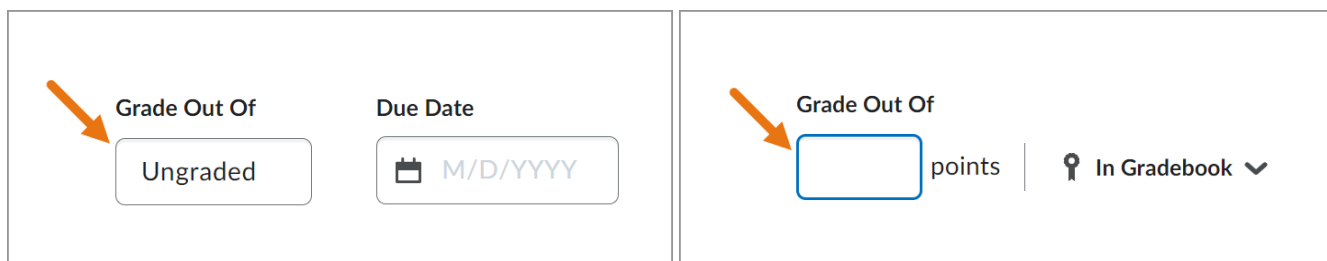 Grade Out Of
Due Date
Ungraded
M/D/YYYY
Grade Out Of
points
In Gradebook